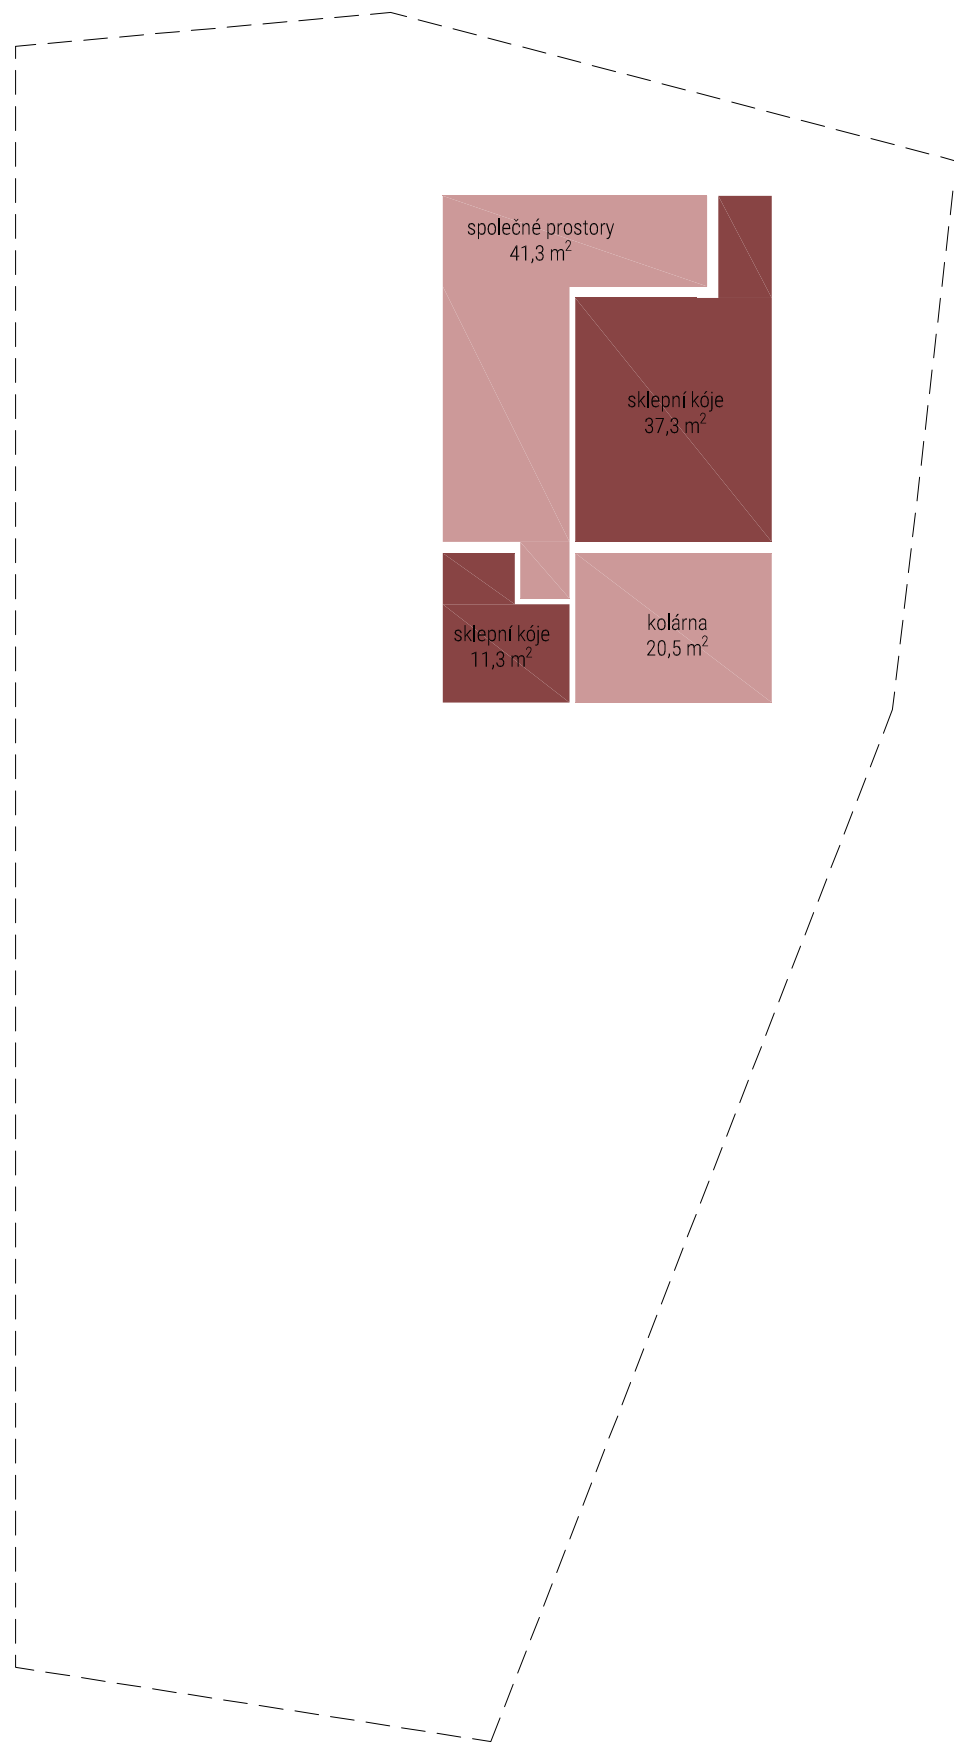 společné prostory
41,3 m²
sklepní kóje
37,3 m²
kolárna
20,5 m²
sklepní kóje
11,3 m²